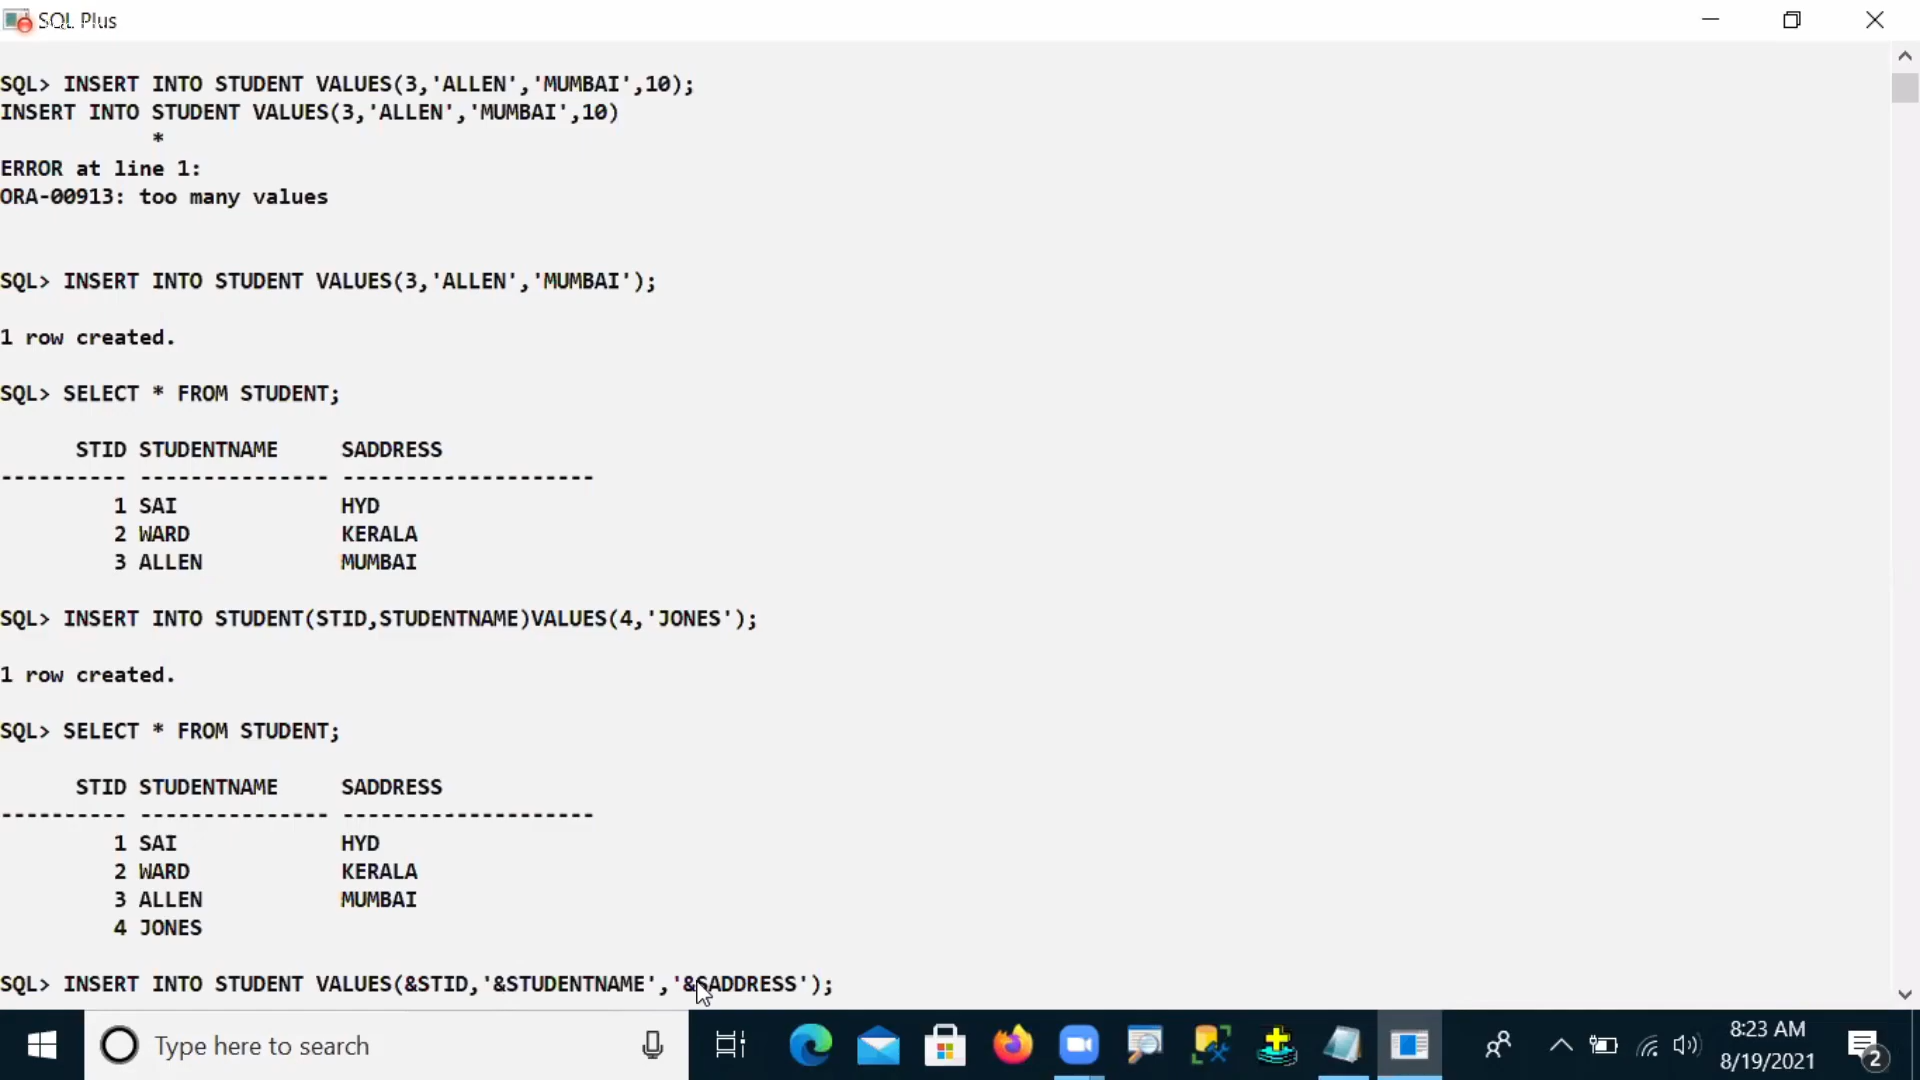 SQL Plus
SQL> INSERT INTO STUDENT VALUES(3,'ALLEN','MUMBAI',10);
INSERT INTO STUDENT VALUES(3,'ALLEN','MUMBAI',10)
*
ERROR at line 1:
ORA-00913: too many values
SQL> INSERT INTO STUDENT VALUES(3,'ALLEN','MUMBAI');
1 row created.
SQL> SELECT * FROM STUDENT;
STID STUDENTNAME SADDRESS
---------- --------------- --------------------
1 SAI HYD
2 WARD KERALA
3 ALLEN MUMBAI
SQL> INSERT INTO STUDENT(STID,STUDENTNAME)VALUES(4,'JONES');
1 row created.
SQL> SELECT * FROM STUDENT;
STID STUDENTNAME SADDRESS
---------- --------------- --------------------
1 SAI HYD
2 WARD KERALA
3 ALLEN MUMBAI
4 JONES
SQL> INSERT INTO STUDENT VALUES(&STID,'&STUDENTNAME','&SADDRESS');
Type here to search
8:23 AM
8/19/2021
2